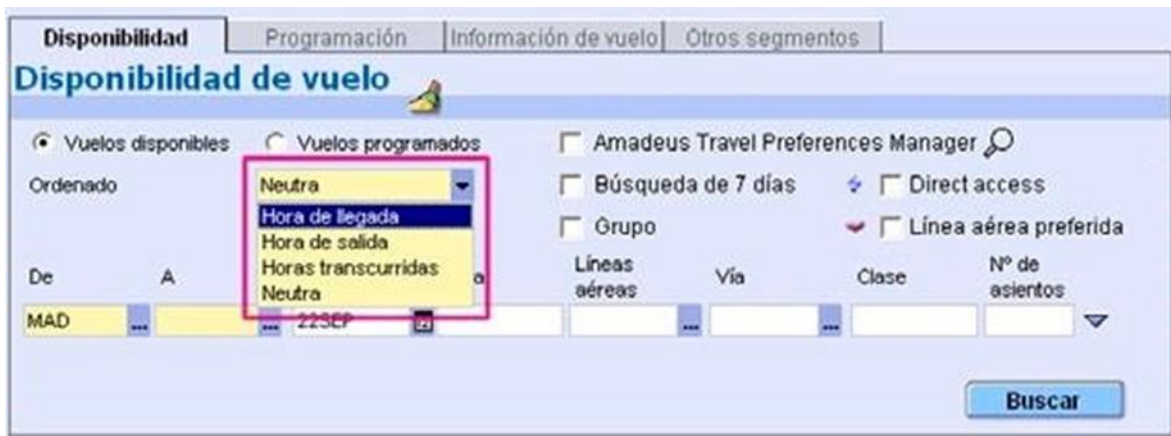 Disponibilidad Programación Información de vuelo Otros segmentos
Disponibilidad de vuelo
Vuelos disponibles Vuelos programados Amadeus Travel Preferences Manager
Ordenado Neutra Búsqueda de 7 días Direct access
Hora de llegada
Hora de salida Grupo Línea aérea preferida
Horas transcurridas
Neutra
De A Líneas aéreas Vía Clase Nº de asientos
MAD 22SEP
Buscar